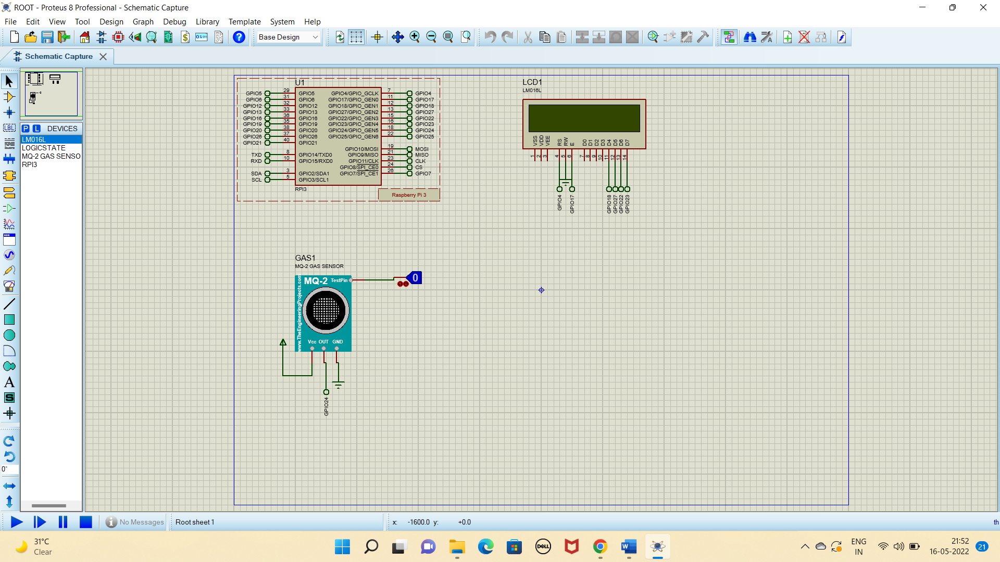 ROOT - Proteus 8 Professional - Schematic Capture
File Edit View Tool Design Graph Debug Library Template System Help
Base Design
Schematic Capture
P L DEVICES
LM016L
LOGICSTATE
MQ-2 GAS SENSO
RPI3
LBL
A
S
0°
U1
GPIO5 29 GPIO5 GPIO4/GPIO_GCLK 7 GPIO4
GPIO6 31 GPIO6 GPIO17/GPIO_GEN0 11 GPIO17
GPIO12 32 GPIO12 GPIO18/GPIO_GEN1 12 GPIO18
GPIO13 33 GPIO13 GPIO27/GPIO_GEN2 13 GPIO27
GPIO16 36 GPIO16 GPIO22/GPIO_GEN3 15 GPIO22
GPIO19 35 GPIO19 GPIO23/GPIO_GEN4 16 GPIO23
GPIO20 38 GPIO20 GPIO24/GPIO_GEN5 18 GPIO24
GPIO26 37 GPIO26 GPIO25/GPIO_GEN6 22 GPIO25
GPIO21 40 GPIO21
GPIO10/MOSI 19 MOSI
TXD 8 GPIO14/TXD0 GPIO9/MISO 21 MISO
RXD 10 GPIO15/RXD0 GPIO11/CLK 23 CLK
GPIO8/SPI_CE0 24 CS
SDA 3 GPIO2/SDA1 GPIO7/SPI_CE1 26 GPIO7
SCL 5 GPIO3/SCL1
RPI3
Raspberry Pi 3
LCD1
LM016L
VSS VDD VEE RS RW E D0 D1 D2 D3 D4 D5 D6 D7
1 2 3 4 5 6 7 8 9 10 11 12 13 14
GPIO4 GPIO17 GPIO18 GPIO27 GPIO22 GPIO23
GAS1
MQ-2 GAS SENSOR
MQ-2 TestPin
0
www.TheEngineeringProjects.com
Vcc OUT GND
GPIO24
No Messages
Root sheet 1
x: -1600.0 y: +0.0
th
31°C
Clear
DELL
ENG
IN
21:52
16-05-2022
21